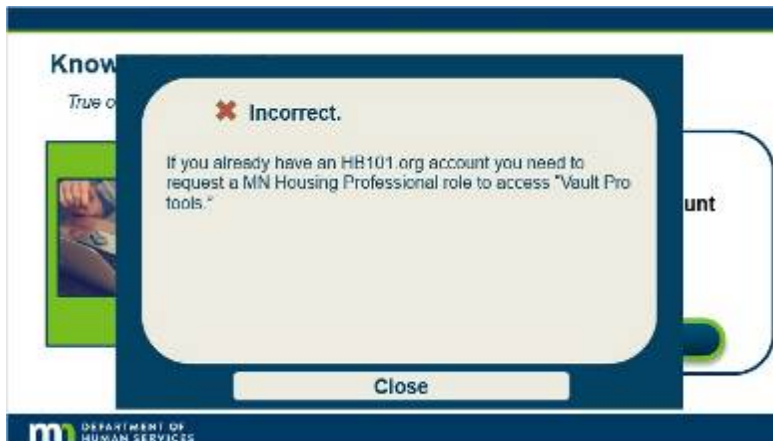 Know
True o
Incorrect.
If you already have an HB101 org account you need to
request a MN Housing Professional role to access "Vault Pro
tools."
unt
Close
DEPARTMENT OF
HUMAN SERVICES